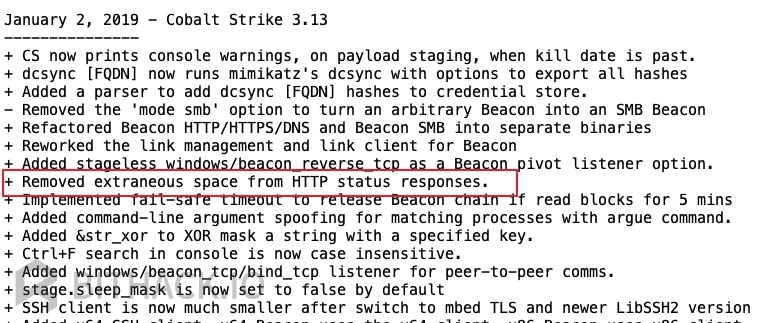 January 2, 2019 - Cobalt Strike 3.13
---------------
+ CS now prints console warnings, on payload staging, when kill date is past.
+ dcsync [FQDN] now runs mimikatz's dcsync with options to export all hashes
+ Added a parser to add dcsync [FQDN] hashes to credential store.
- Removed the 'mode smb' option to turn an arbitrary Beacon into an SMB Beacon
+ Refactored Beacon HTTP/HTTPS/DNS and Beacon SMB into separate binaries
+ Reworked the link management and link client for Beacon
+ Added stageless windows/beacon_reverse_tcp as a Beacon pivot listener option.
+ Removed extraneous space from HTTP status responses.
+ Implemented fail-safe timeout to release Beacon chain if read blocks for 5 mins
+ Added command-line argument spoofing for matching processes with argue command.
+ Added &str_xor to XOR mask a string with a specified key.
+ Ctrl+F search in console is now case insensitive.
+ Added windows/beacon_tcp/bind_tcp listener for peer-to-peer comms.
+ stage.sleep_mask is now set to false by default
BITHACK.IO
+ SSH client is now much smaller after switch to mbed TLS and newer LibSSH2 version